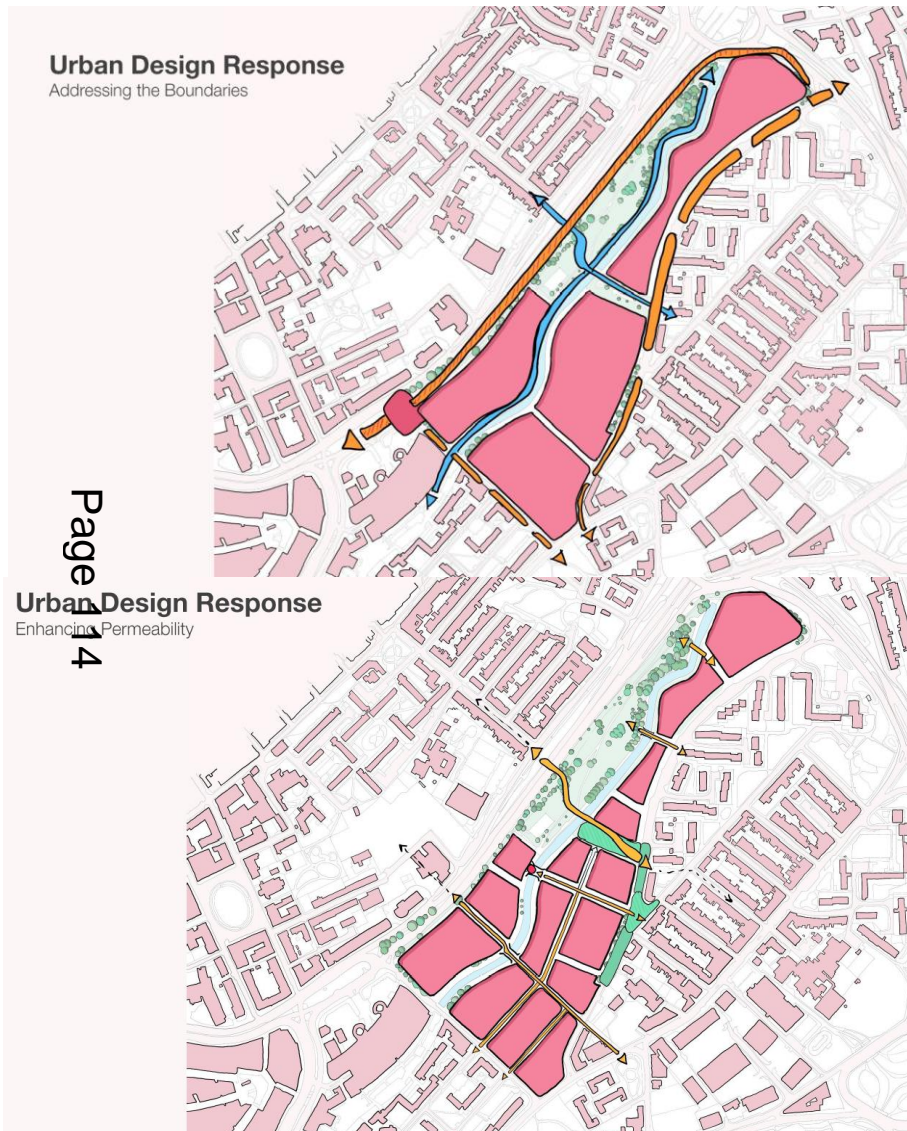 Urban Design Response
Addressing the Boundaries
Page 114
Urban Design Response
Enhancing Permeability